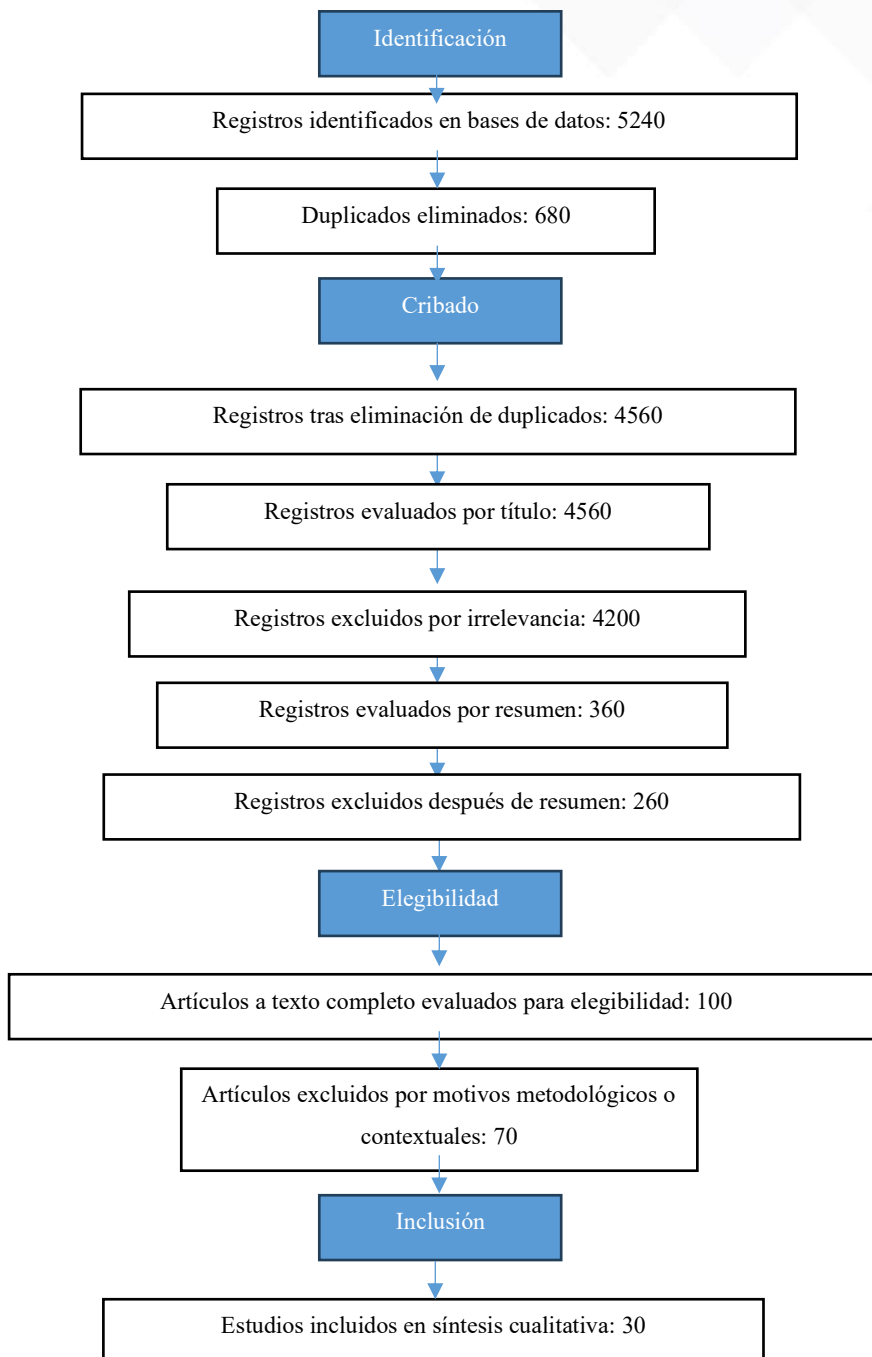 Identificación
Registros identificados en bases de datos: 5240
Duplicados eliminados: 680
Cribado
Registros tras eliminación de duplicados: 4560
Registros evaluados por título: 4560
Registros excluidos por irrelevancia: 4200
Registros evaluados por resumen: 360
Registros excluidos después de resumen: 260
Elegibilidad
Artículos a texto completo evaluados para elegibilidad: 100
Artículos excluidos por motivos metodológicos o
contextuales: 70
Inclusión
Estudios incluidos en síntesis cualitativa: 30